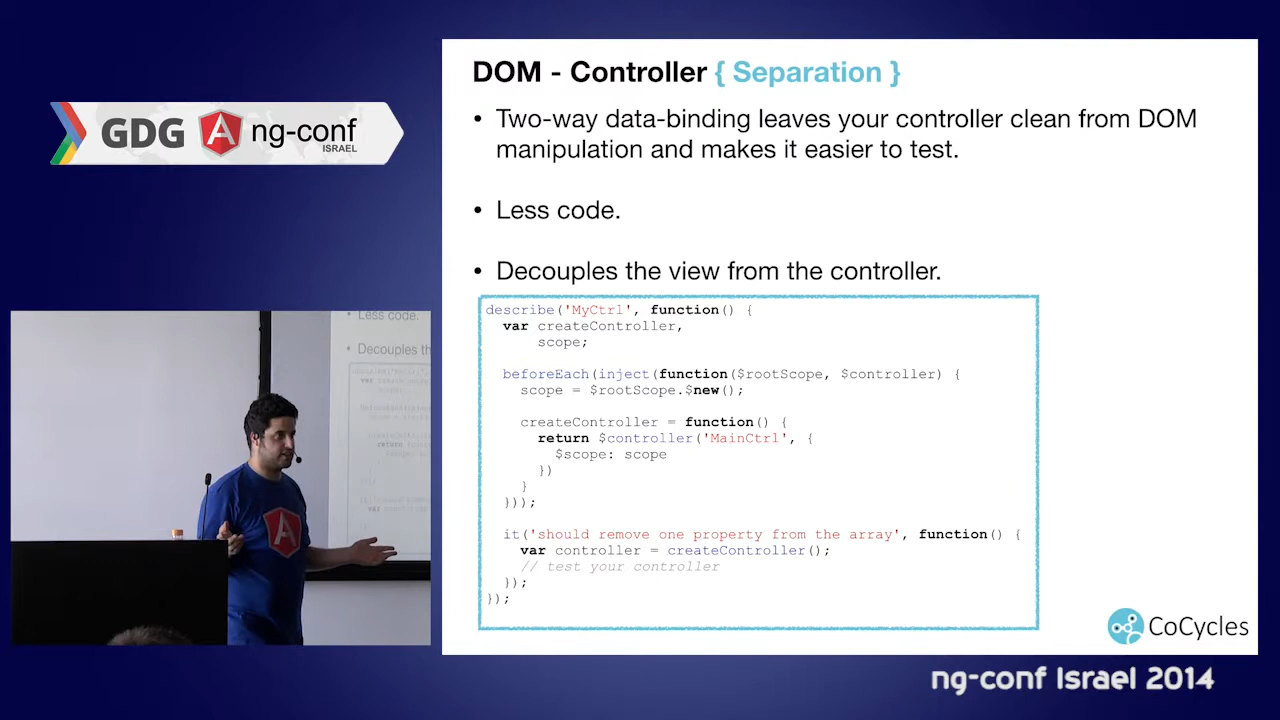 GDG ng-conf
ISRAEL
DOM - Controller { Separation }
• Two-way data-binding leaves your controller clean from DOM
manipulation and makes it easier to test.
• Less code.
• Decouples the view from the controller.
describe('MyCtrl', function() {
var createController,
scope;
beforeEach(inject(function($rootScope, $controller) {
scope = $rootScope.$new();
createController = function() {
return $controller('MainCtrl', {
$scope: scope
})
}
}));
it('should remove one property from the array', function() {
var controller = createController();
// test your controller
});
});
• Less code.
• Decouples th
A
CoCycles
ng-conf Israel 2014